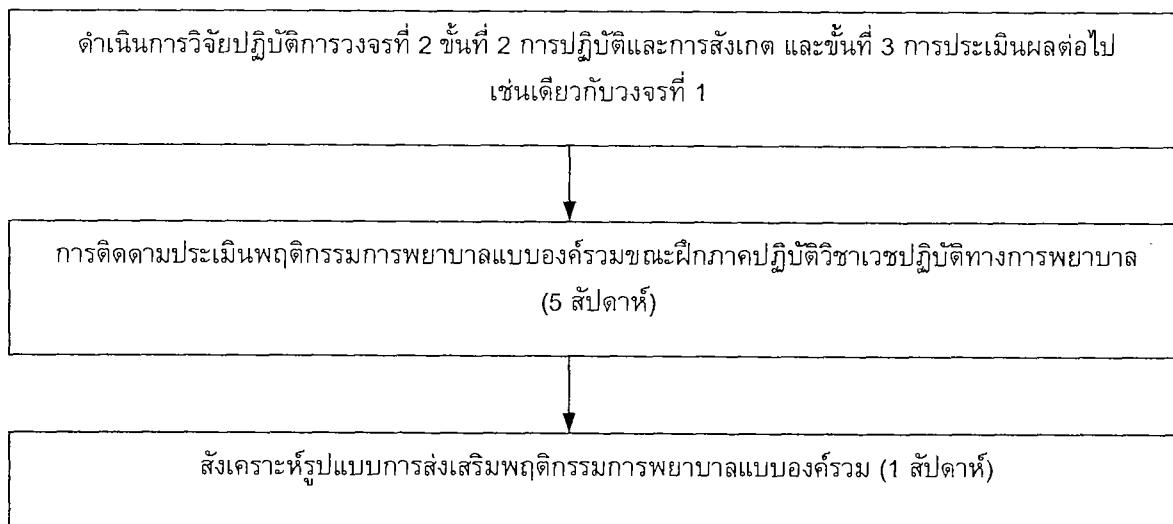 ดำเนินการวิจัยปฏิบัติการวงจรที่ 2 ขั้นที่ 2 การปฏิบัติและการสังเกต และขั้นที่ 3 การประเมินผลต่อไป
เช่นเดียวกับวงจรที่ 1
การติดตามประเมินพฤติกรรมการพยาบาลแบบองค์รวมขณะฝึกภาคปฏิบัติวิชาเวชปฏิบัติทางการพยาบาล
(5 สัปดาห์)
สังเคราะห์รูปแบบการส่งเสริมพฤติกรรมการพยาบาลแบบองค์รวม (1 สัปดาห์)